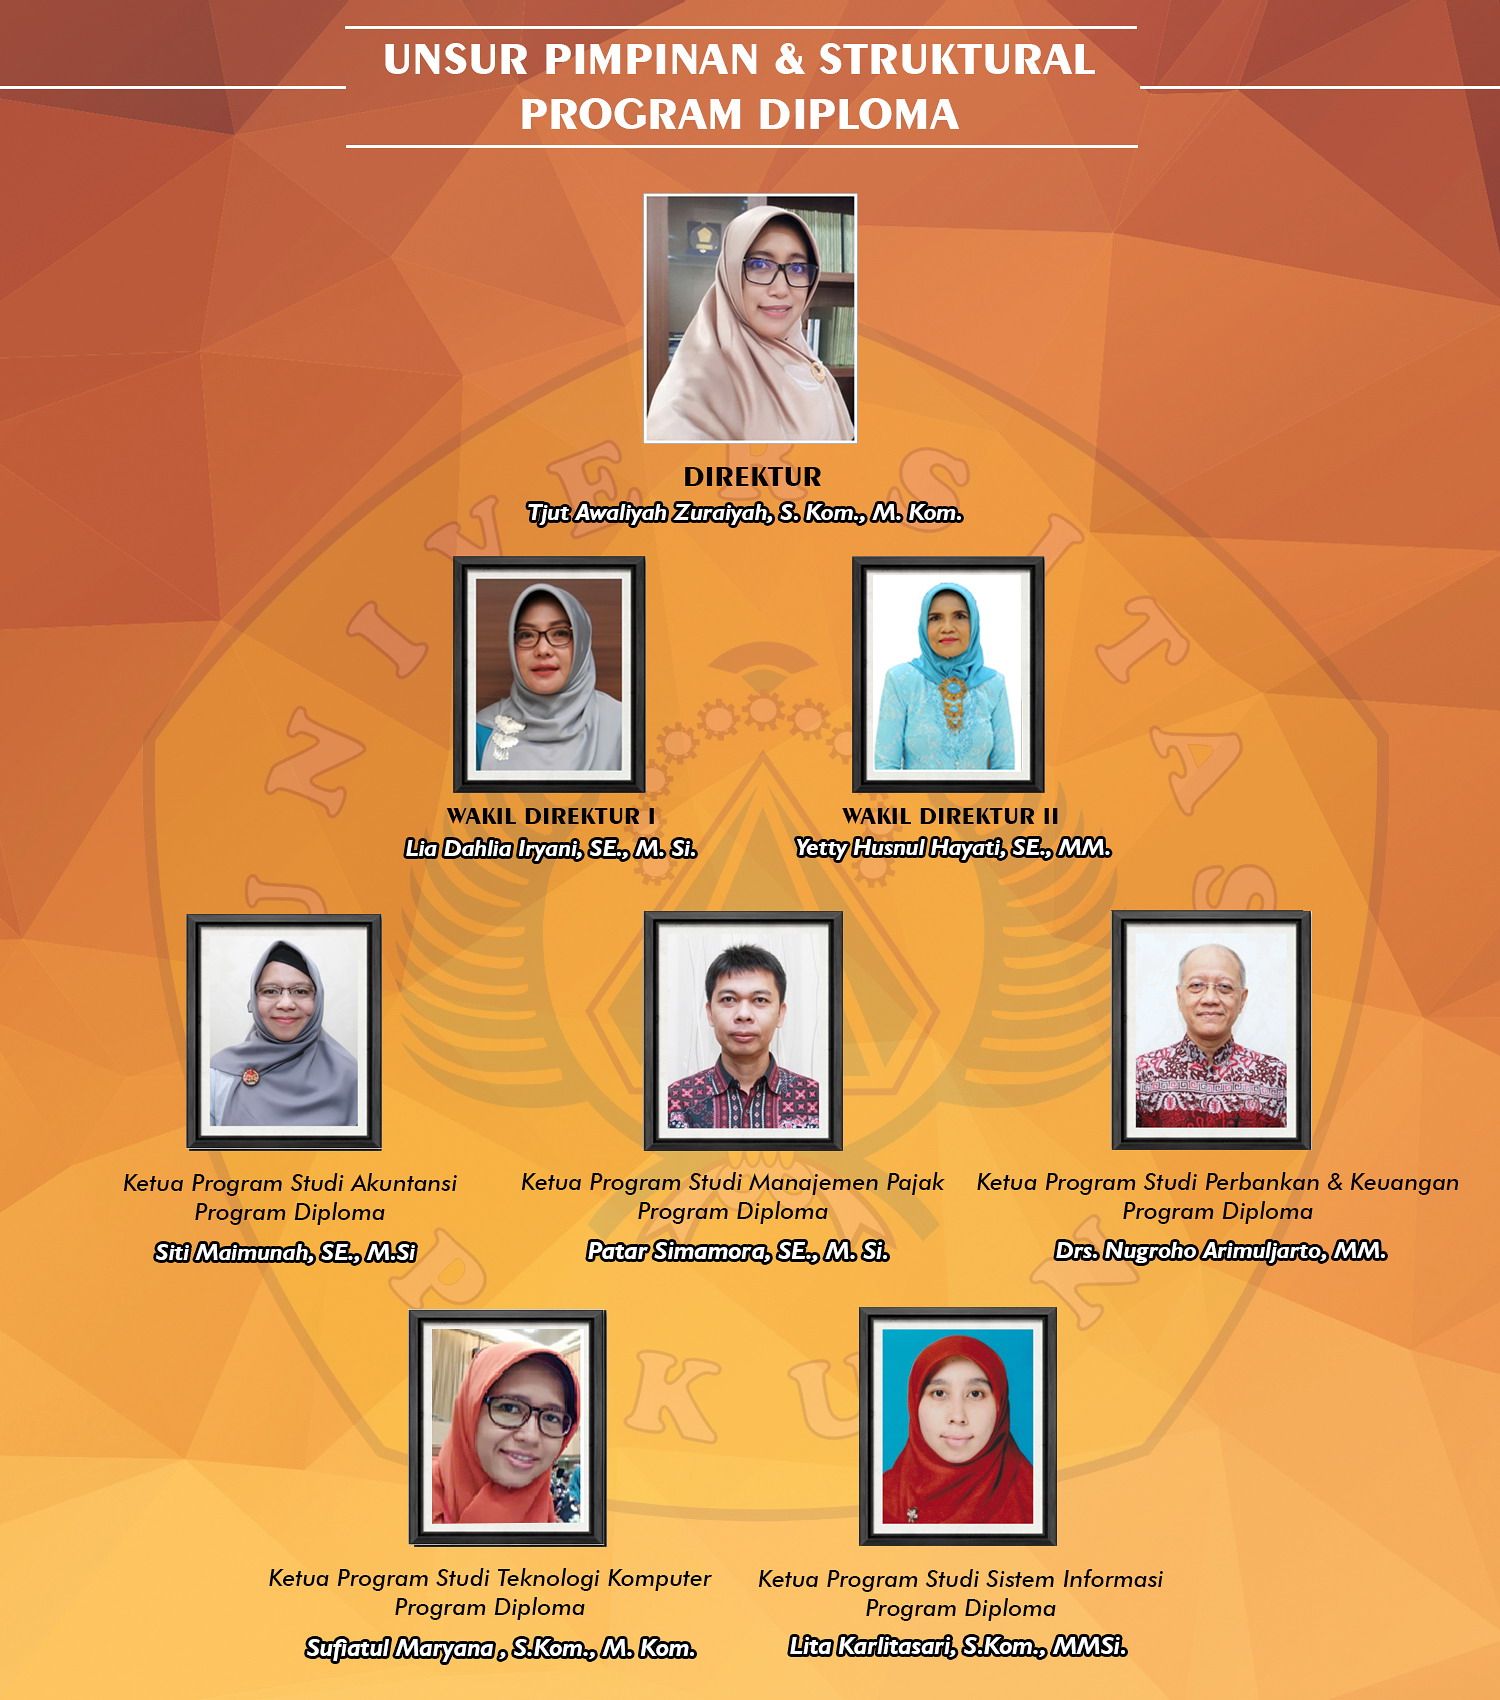 UNSUR PIMPINAN & STRUKTURAL
PROGRAM DIPLOMA
DIREKTUR
Tjut Awaliyah Zuraiyah, S. Kom., M. Kom.
WAKIL DIREKTUR I
Lia Dahlia Iryani, SE., M. Si.
WAKIL DIREKTUR II
Yetty Husnul Hayati, SE., MM.
Ketua Program Studi Akuntansi
Program Diploma
Siti Maimunah, SE., M.Si
Ketua Program Studi Manajemen Pajak
Program Diploma
Patar Simamora, SE., M. Si.
Ketua Program Studi Perbankan & Keuangan
Program Diploma
Drs. Nugroho Arimuljarto, MM.
Ketua Program Studi Teknologi Komputer
Program Diploma
Sufiatul Maryana , S.Kom., M. Kom.
Ketua Program Studi Sistem Informasi
Program Diploma
Lita Karlitasari, S.Kom., MMSi.
UNIVERSITAS